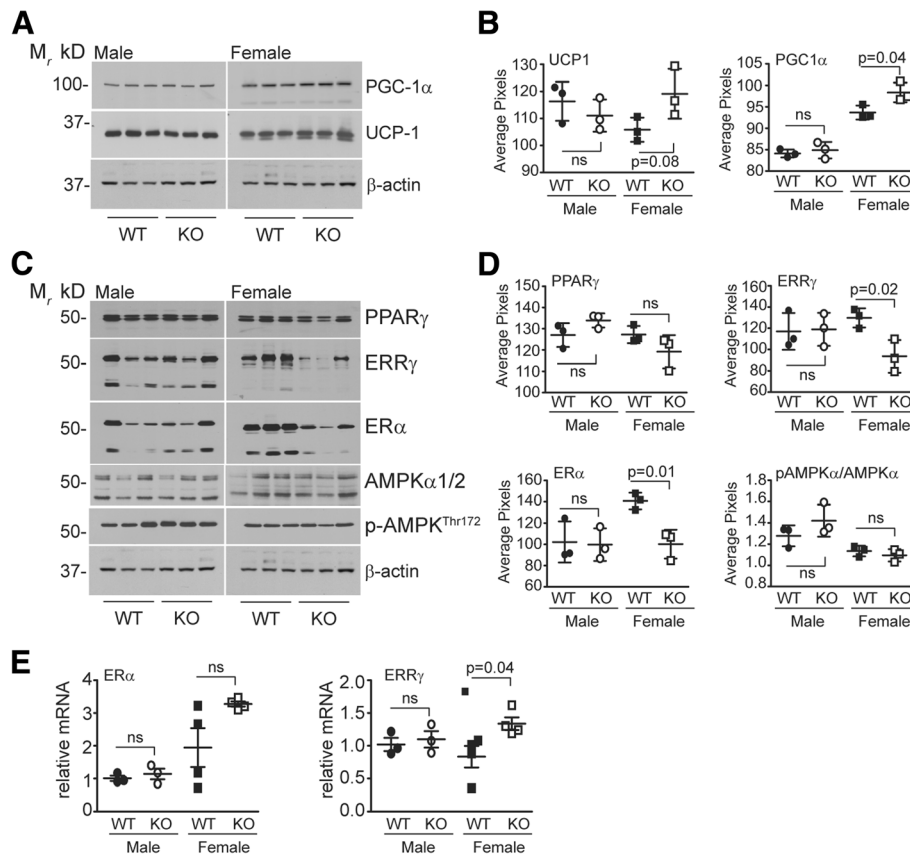 A
Mr kD Male Female
100- PGC-1α
37- UCP-1
37- β-actin
WT KO WT KO
B
UCP1
Average Pixels
130
120
110
100
90
ns p=0.08
WT KO WT KO
Male Female
PGC1α
p=0.04
Average Pixels
105
100
95
90
85
80
ns
WT KO WT KO
Male Female
C
Mr kD Male Female
50- PPARγ
50- ERRγ
50- ERα
50- AMPKα1/2
50- p-AMPKThr172
37- β-actin
WT KO WT KO
D
PPARγ
Average Pixels
150
140
130
120
110
100
ns
ns
WT KO WT KO
Male Female
ERRγ
p=0.02
Average Pixels
160
140
120
100
80
60
ns
WT KO WT KO
Male Female
ERα
p=0.01
ns
Average Pixels
160
140
120
100
80
60
WT KO WT KO
Male Female
pAMPKα/AMPKα
Average Pixels
1.8
1.6
1.4
1.2
1.0
ns
ns
WT KO WT KO
Male Female
E
ERα
ns
ns
relative mRNA
4
3
2
1
0
WT KO WT KO
Male Female
ERRγ
p=0.04
ns
relative mRNA
2.0
1.5
1.0
0.5
0.0
WT KO WT KO
Male Female